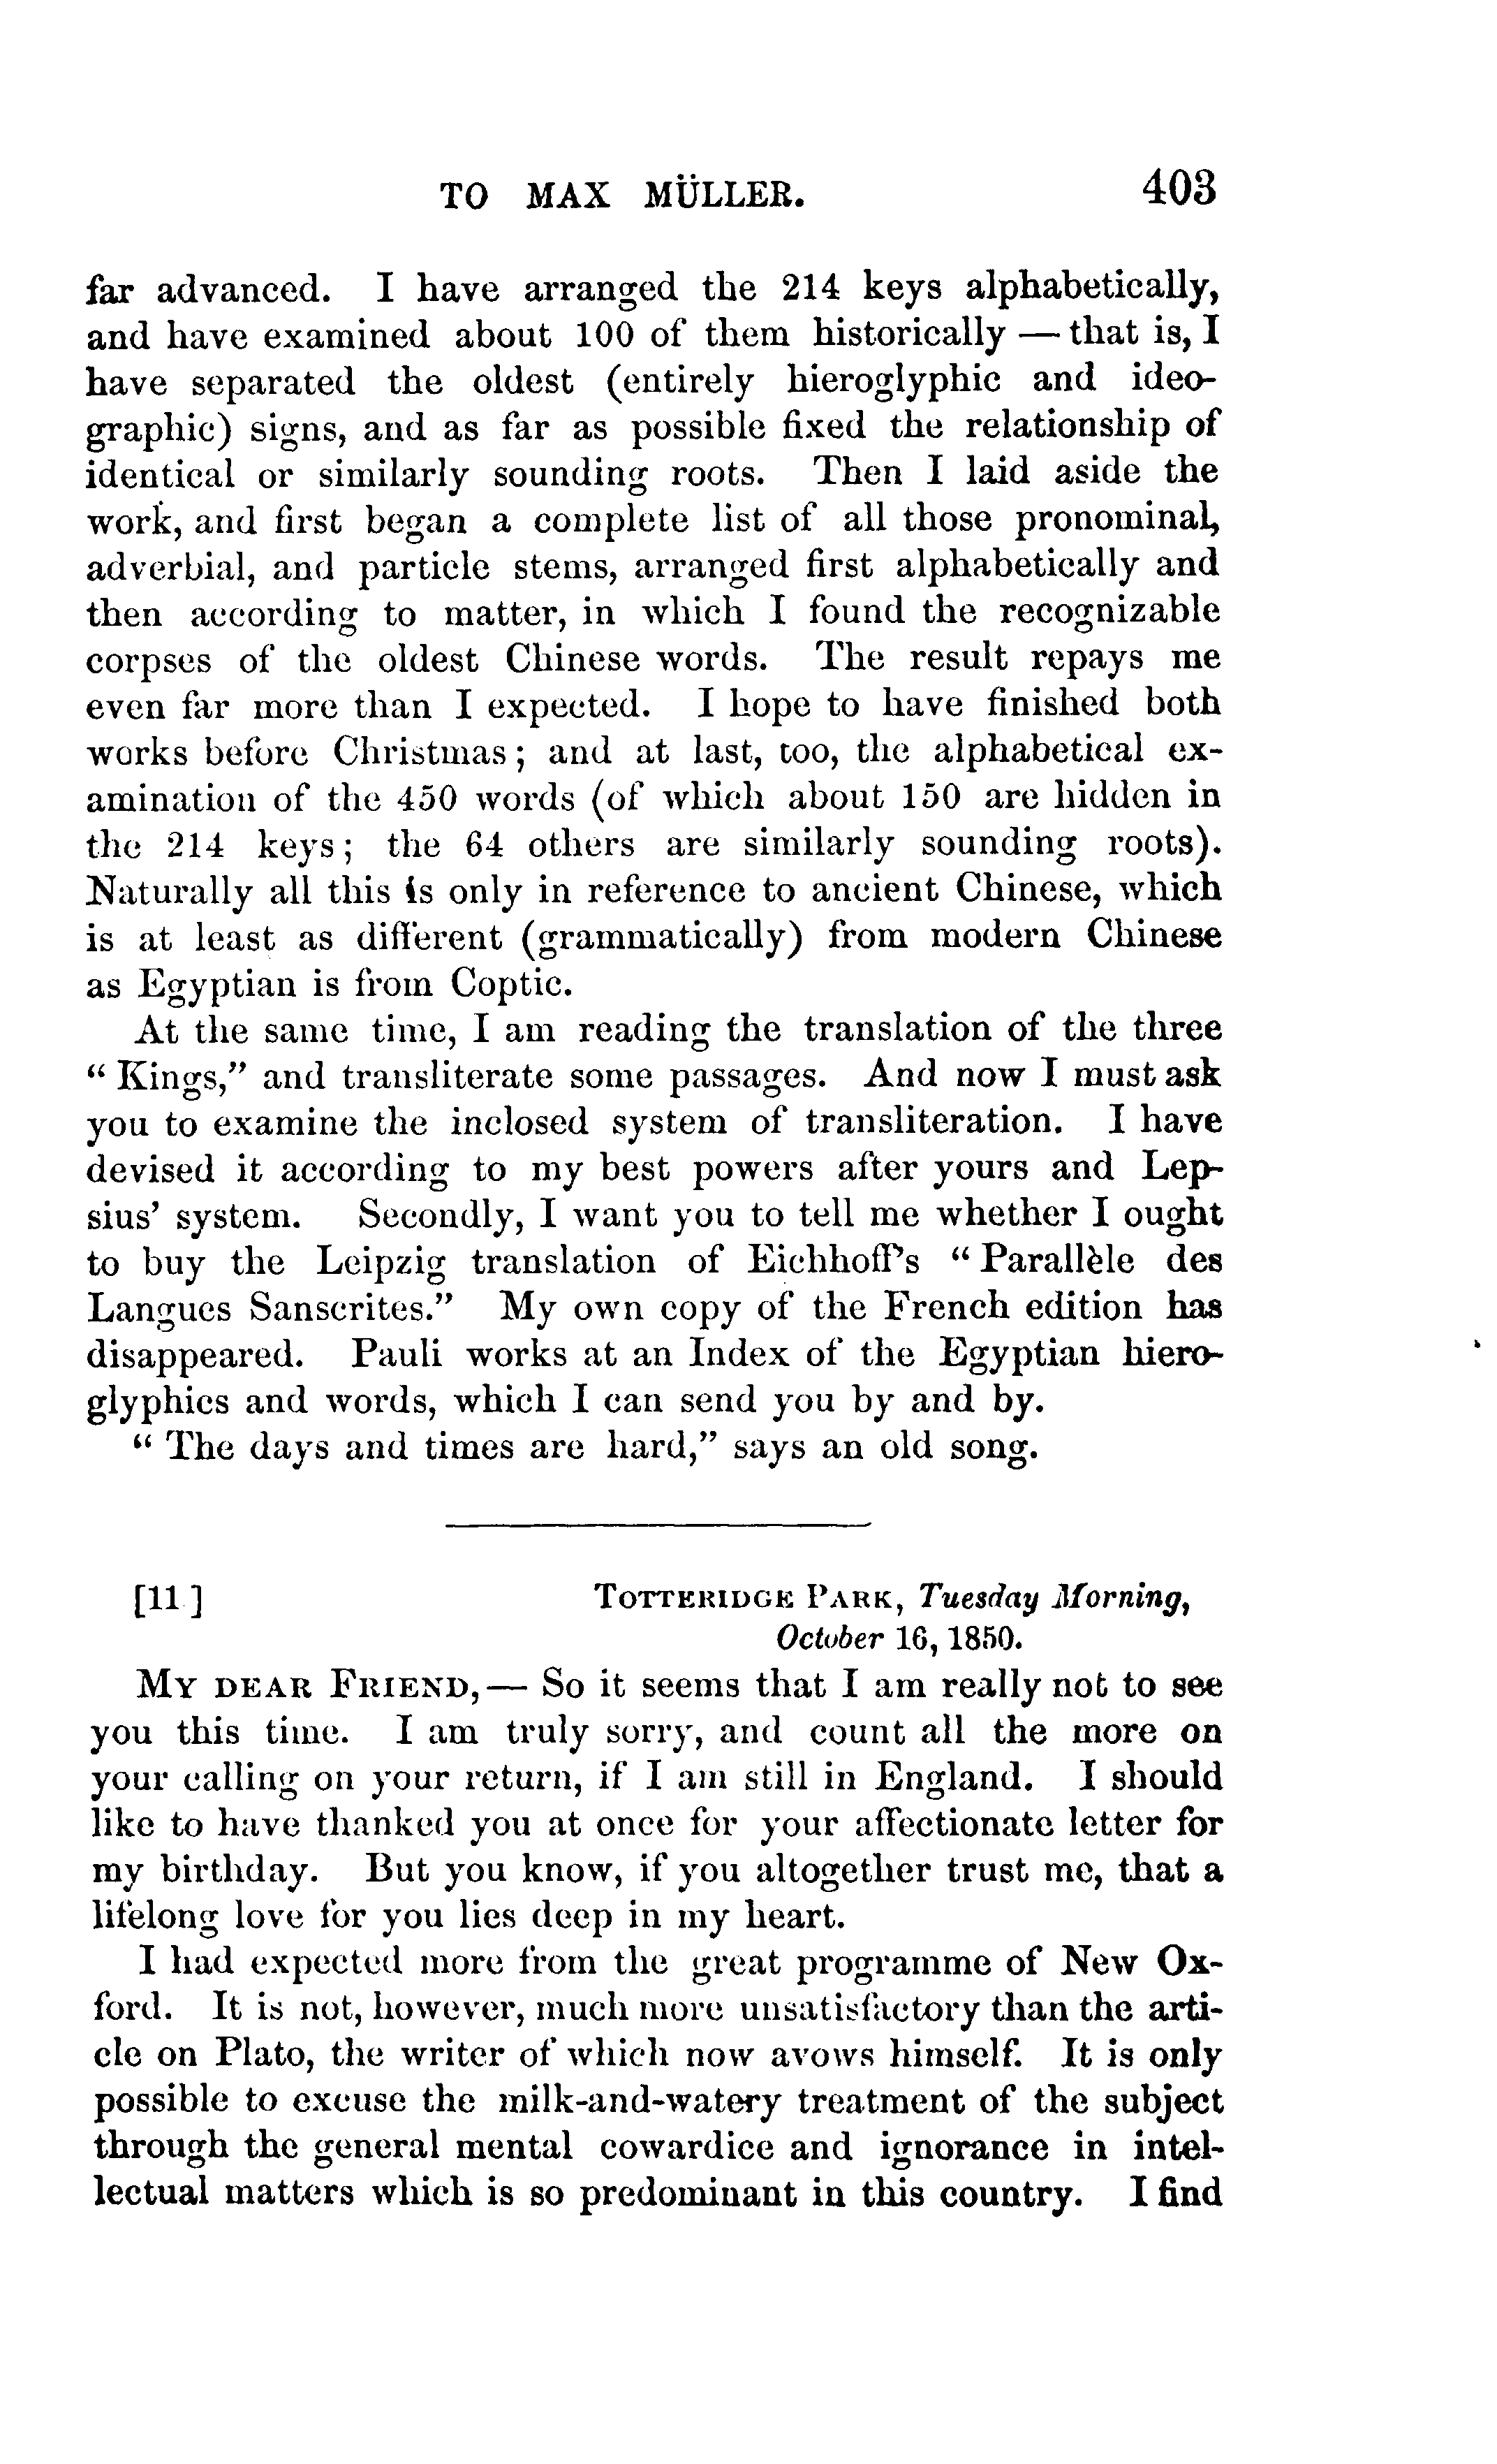 TO MAX MÜLLER. 403
far advanced. I have arranged the 214 keys alphabetically,
and have examined about 100 of them historically — that is, I
have separated the oldest (entirely hieroglyphic and ideo-
graphic) signs, and as far as possible fixed the relationship of
identical or similarly sounding roots. Then I laid aside the
work, and first began a complete list of all those pronominal,
adverbial, and particle stems, arranged first alphabetically and
then according to matter, in which I found the recognizable
corpses of the oldest Chinese words. The result repays me
even far more than I expected. I hope to have finished both
works before Christmas; and at last, too, the alphabetical ex-
amination of the 450 words (of which about 150 are hidden in
the 214 keys; the 64 others are similarly sounding roots).
Naturally all this is only in reference to ancient Chinese, which
is at least as different (grammatically) from modern Chinese
as Egyptian is from Coptic.
At the same time, I am reading the translation of the three
“Kings,” and transliterate some passages. And now I must ask
you to examine the inclosed system of transliteration. I have
devised it according to my best powers after yours and Lep-
sius’ system. Secondly, I want you to tell me whether I ought
to buy the Leipzig translation of Eichhoff’s “Parallèle des
Langues Sanscrites.” My own copy of the French edition has
disappeared. Pauli works at an Index of the Egyptian hiero-
glyphics and words, which I can send you by and by.
“The days and times are hard,” says an old song.
[11] TOTTERIDGE PARK, Tuesday Morning,
October 16, 1850.
MY DEAR FRIEND,— So it seems that I am really not to see
you this time. I am truly sorry, and count all the more on
your calling on your return, if I am still in England. I should
like to have thanked you at once for your affectionate letter for
my birthday. But you know, if you altogether trust me, that a
lifelong love for you lies deep in my heart.
I had expected more from the great programme of New Ox-
ford. It is not, however, much more unsatisfactory than the arti-
cle on Plato, the writer of which now avows himself. It is only
possible to excuse the milk-and-watery treatment of the subject
through the general mental cowardice and ignorance in intel-
lectual matters which is so predominant in this country. I find